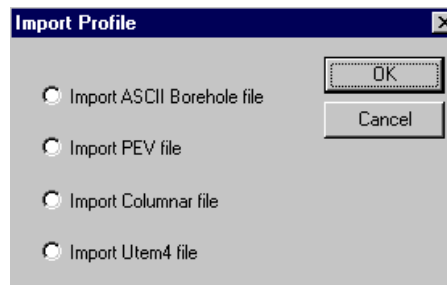 Import Profile
OK
Import ASCII Borehole file
Cancel
Import PEV file
Import Columnar file
Import Utem4 file